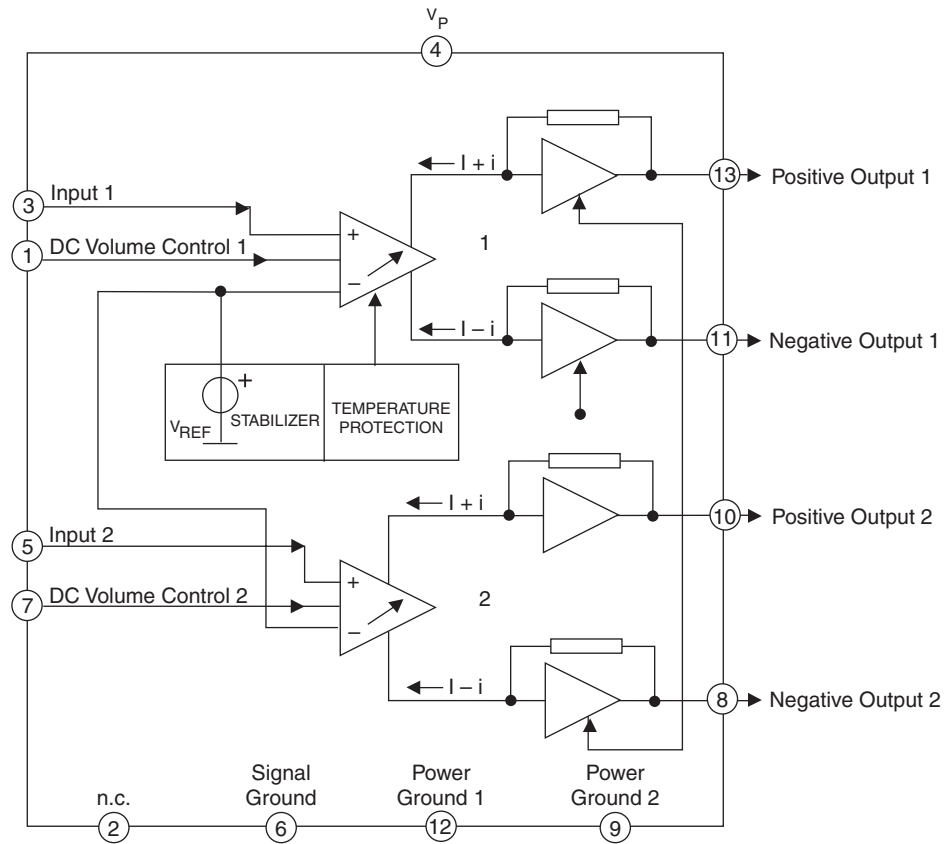 VP
4
I + i
13
Positive Output 1
3
Input 1
+
1
1
DC Volume Control 1
–
I – i
11
Negative Output 1
+
VREF
STABILIZER
TEMPERATURE
PROTECTION
I + i
10
Positive Output 2
5
Input 2
+
2
7
DC Volume Control 2
–
I – i
8
Negative Output 2
n.c.
2
Signal
Ground
6
Power
Ground 1
12
Power
Ground 2
9